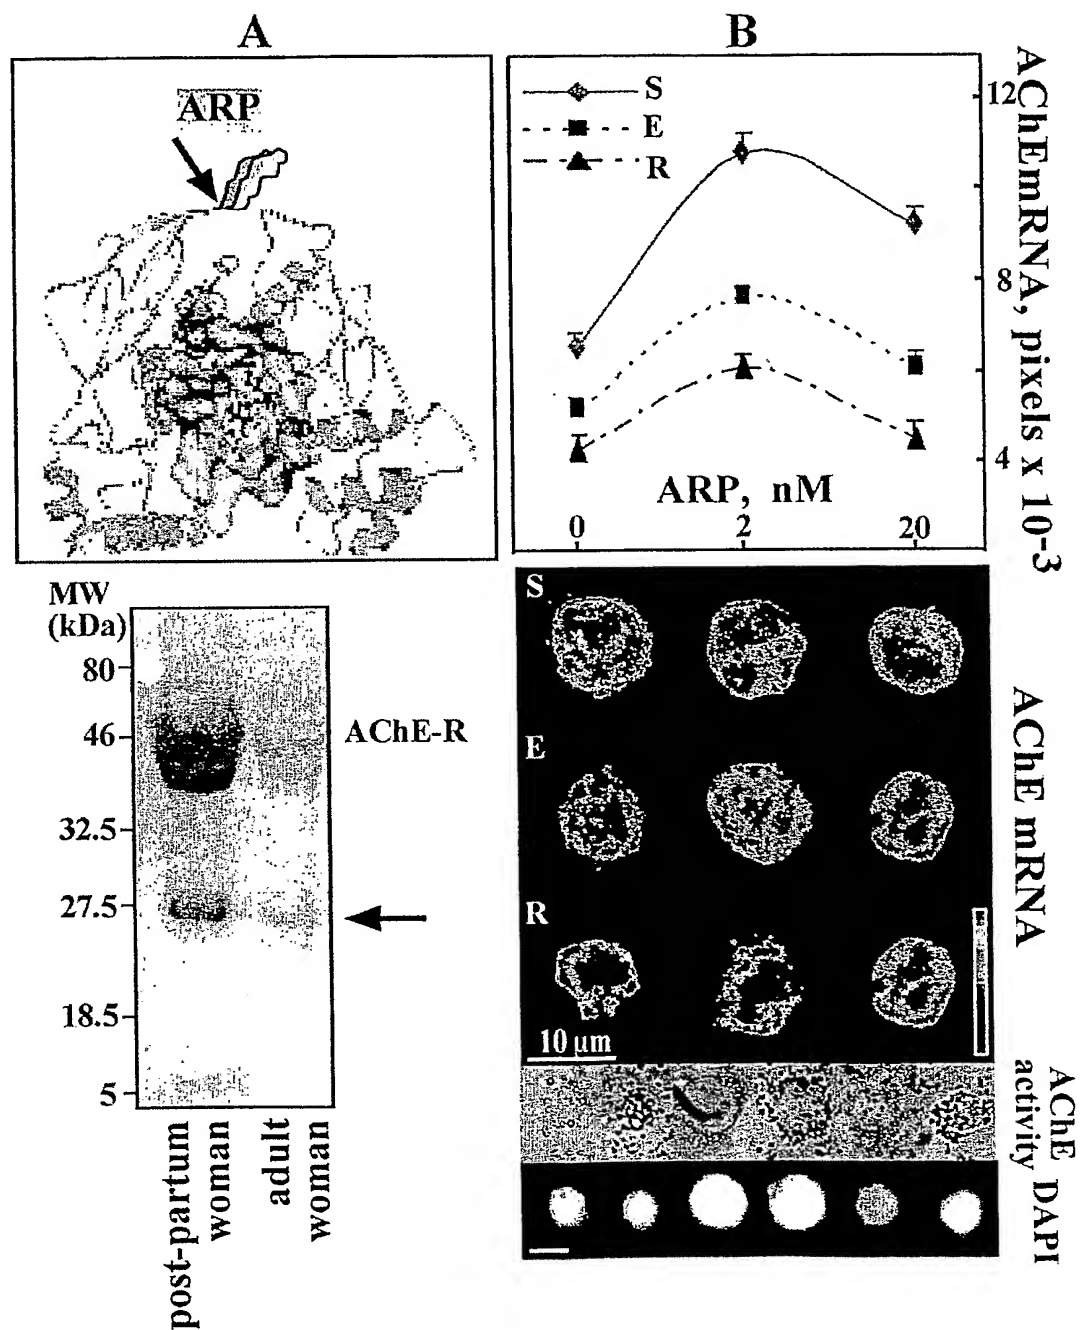 A
ARP
MW
(kDa)
80
46
AChE-R
32.5
27.5
18.5
5
post-partum
woman
adult
woman
B
S
E
R
12
8
4
AChEmRNA, pixels x 10-3
ARP, nM
0 2 20
S
E
R
10 µm
AChE mRNA
AChE
activity
DAPI